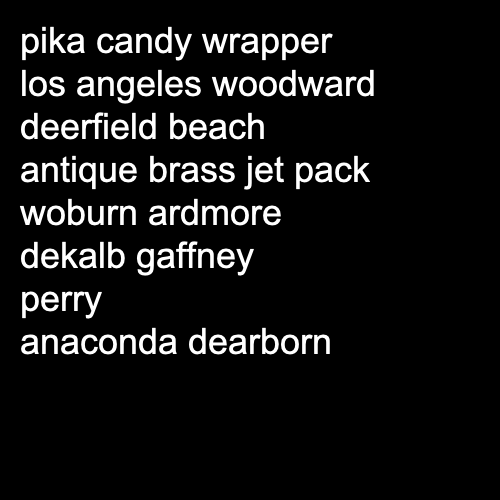 pika candy wrapper
los angeles woodward
deerfield beach
antique brass jet pack
woburn ardmore
dekalb gaffney
perry
anaconda dearborn